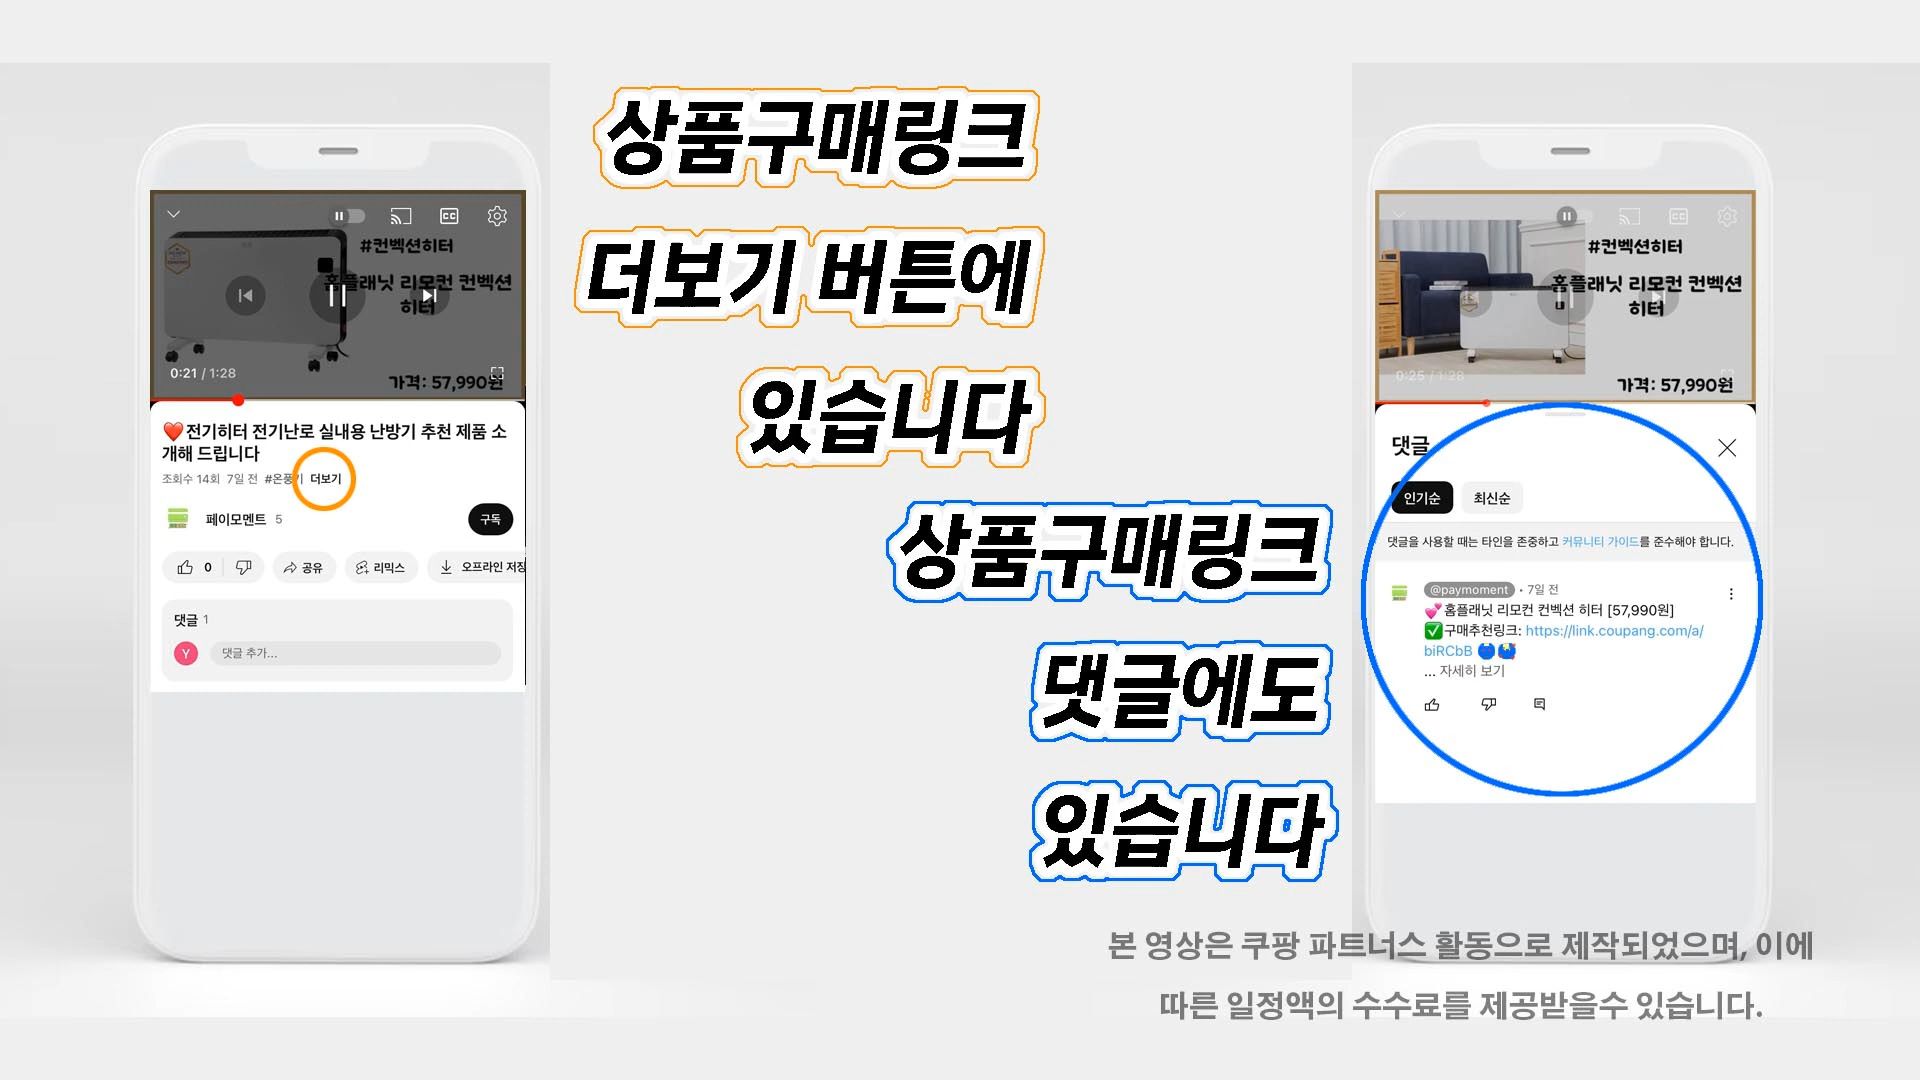 상품구매링크
더보기 버튼에
있습니다
상품구매링크
댓글에도
있습니다
#컨벡션히터
홈플래닛 리모컨 컨벡션
히터
0:21 / 1:28
가격: 57,990원
❤️전기히터 전기난로 실내용 난방기 추천 제품 소
개해 드립니다
조회수 14회 7일 전 #온풍기 더보기
페이모멘트 5
구독
0
공유
리믹스
오프라인 저장
댓글 1
Y
댓글 추가...
#컨벡션히터
홈플래닛 리모컨 컨벡션
히터
0:25 / 1:28
가격: 57,990원
댓글
인기순
최신순
댓글을 사용할 때는 타인을 존중하고 커뮤니티 가이드를 준수해야 합니다.
@paymoment • 7일 전
💕홈플래닛 리모컨 컨벡션 히터 [57,990원]
✅구매추천링크: https://link.coupang.com/a/
biRCbB
... 자세히 보기
본 영상은 쿠팡 파트너스 활동으로 제작되었으며, 이에
따른 일정액의 수수료를 제공받을수 있습니다.